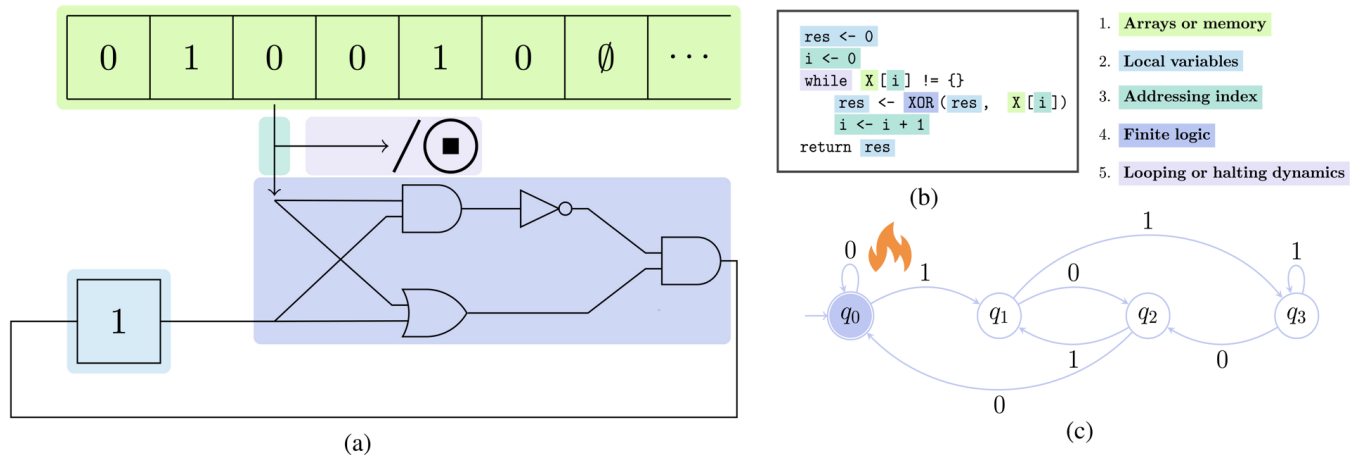 0 1 0 0 1 0 ∅ ···
1
(a)
res <- 0
i <- 0
while X[i] != {}
res <- XOR(res, X[i])
i <- i + 1
return res
(b)
1. Arrays or memory
2. Local variables
3. Addressing index
4. Finite logic
5. Looping or halting dynamics
1
0
1
1
0
q0
q1
q2
q3
1
0
0
(c)